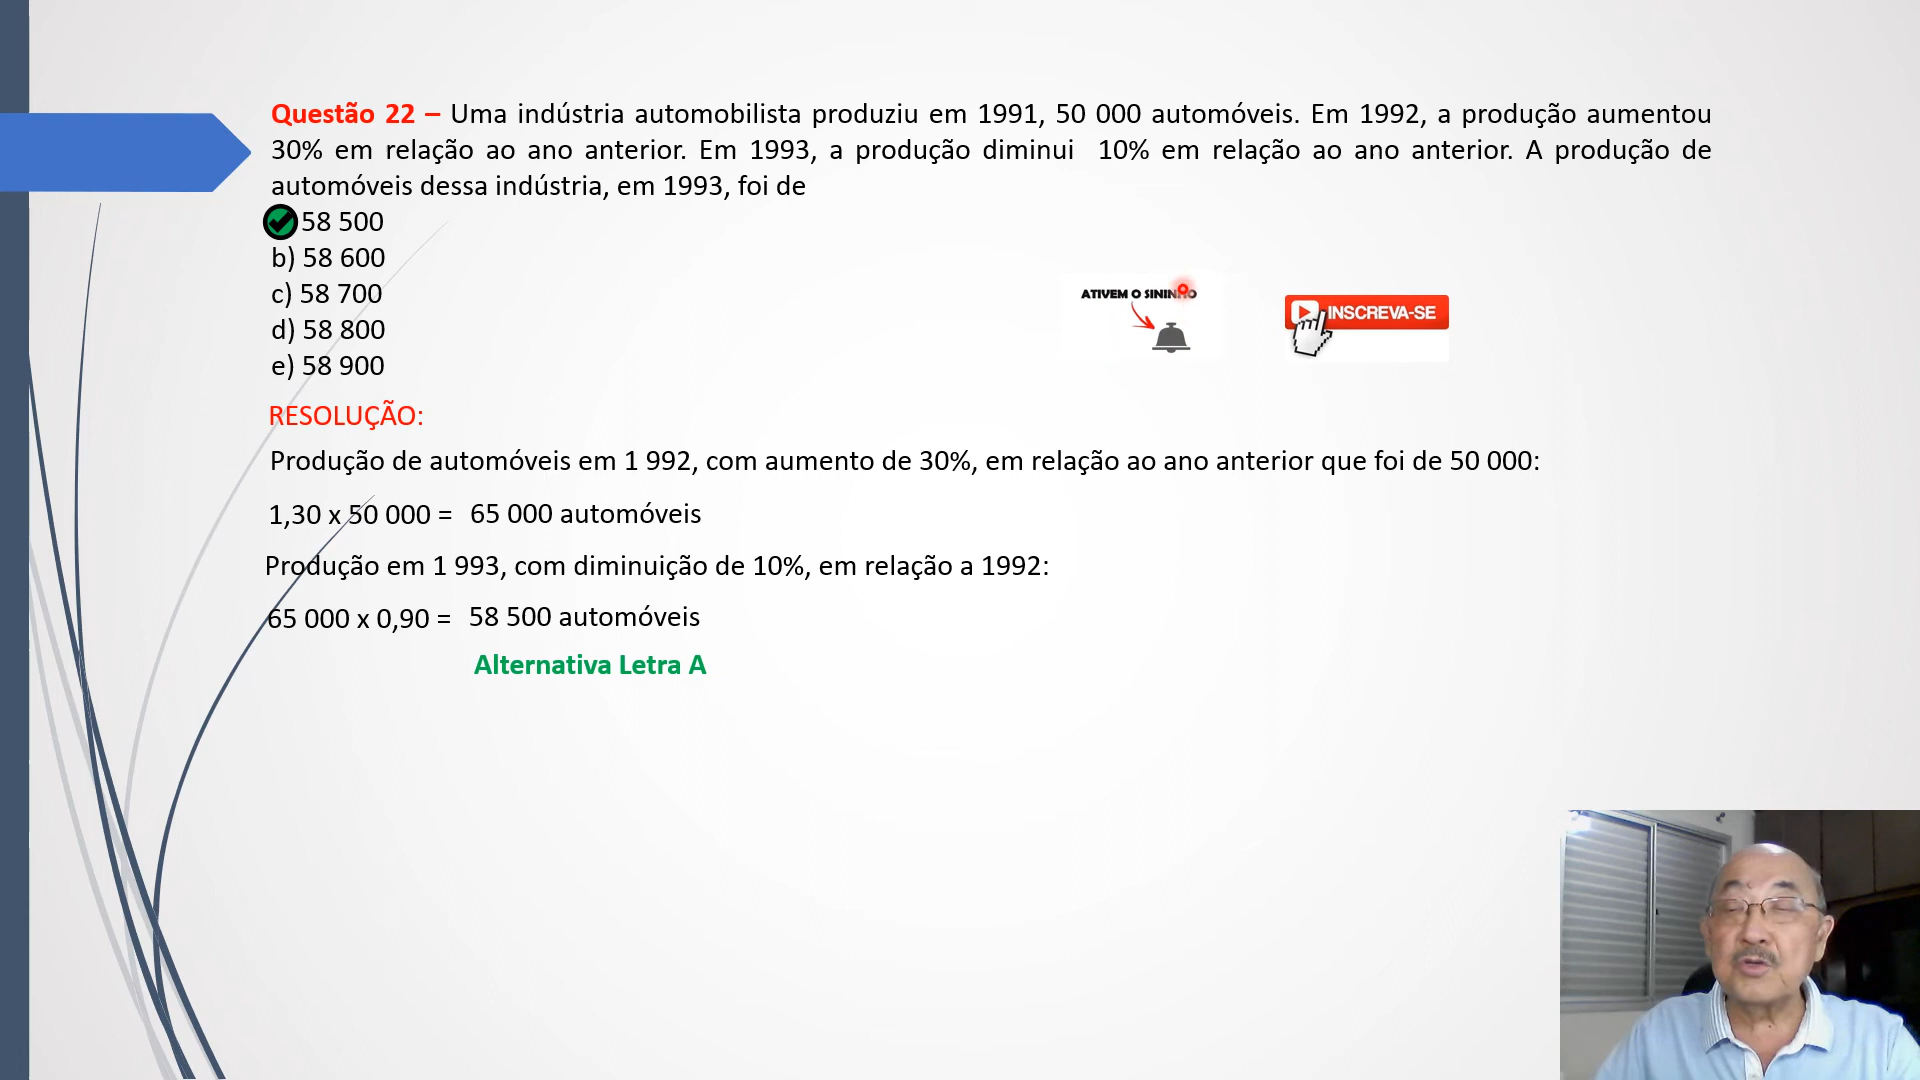 Questão 22 – Uma indústria automobilista produziu em 1991, 50 000 automóveis. Em 1992, a produção aumentou
30% em relação ao ano anterior. Em 1993, a produção diminui 10% em relação ao ano anterior. A produção de
automóveis dessa indústria, em 1993, foi de
58 500
b) 58 600
c) 58 700
d) 58 800
e) 58 900
ATIVEM O SININHO
INSCREVA-SE
RESOLUÇÃO:
Produção de automóveis em 1 992, com aumento de 30%, em relação ao ano anterior que foi de 50 000:
1,30 x 50 000 = 65 000 automóveis
Produção em 1 993, com diminuição de 10%, em relação a 1992:
65 000 x 0,90 = 58 500 automóveis
Alternativa Letra A